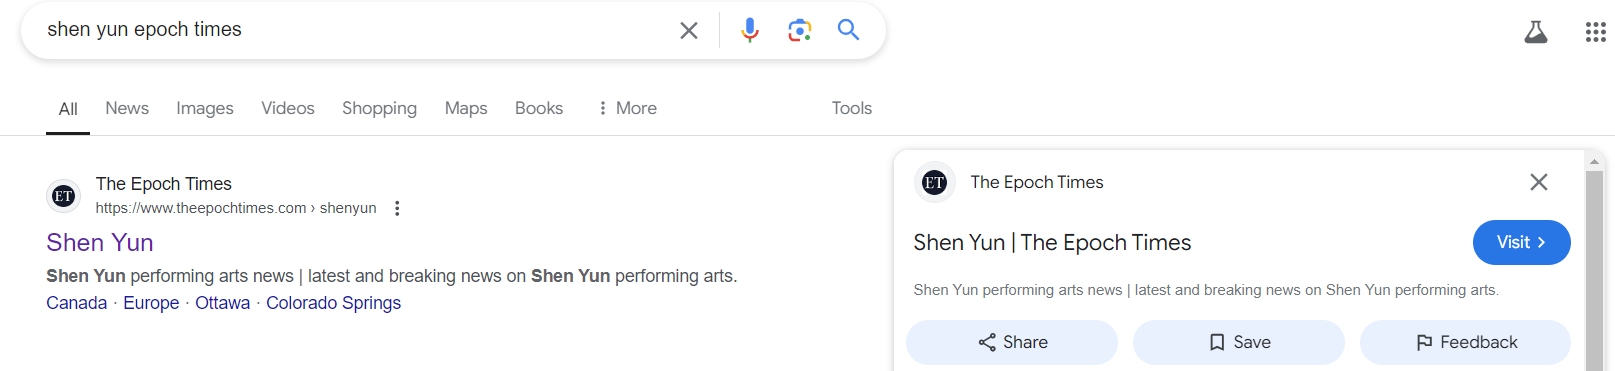 shen yun epoch times
All News Images Videos Shopping Maps Books More Tools
ET The Epoch Times
https://www.theepochtimes.com › shenyun
Shen Yun
Shen Yun performing arts news | latest and breaking news on Shen Yun performing arts.
Canada · Europe · Ottawa · Colorado Springs
ET The Epoch Times
Shen Yun | The Epoch Times
Visit
Shen Yun performing arts news | latest and breaking news on Shen Yun performing arts.
Share Save Feedback